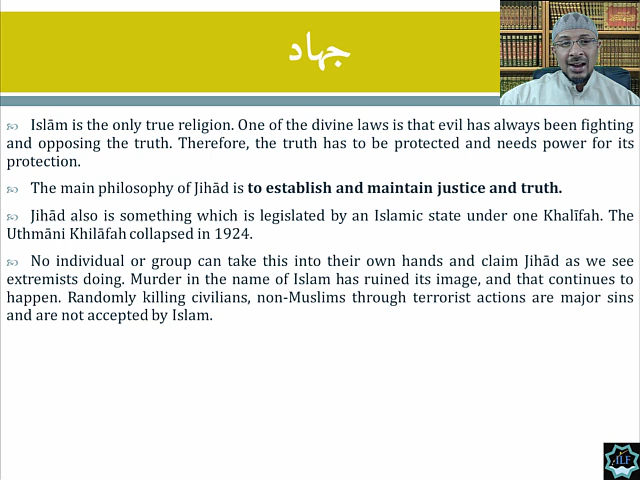 جهاد
Islām is the only true religion. One of the divine laws is that evil has always been fighting
and opposing the truth. Therefore, the truth has to be protected and needs power for its
protection.
The main philosophy of Jihād is to establish and maintain justice and truth.
Jihād also is something which is legislated by an Islamic state under one Khalīfah. The
Uthmāni Khilāfah collapsed in 1924.
No individual or group can take this into their own hands and claim Jihād as we see
extremists doing. Murder in the name of Islam has ruined its image, and that continues to
happen. Randomly killing civilians, non-Muslims through terrorist actions are major sins
and are not accepted by Islam.
ILF